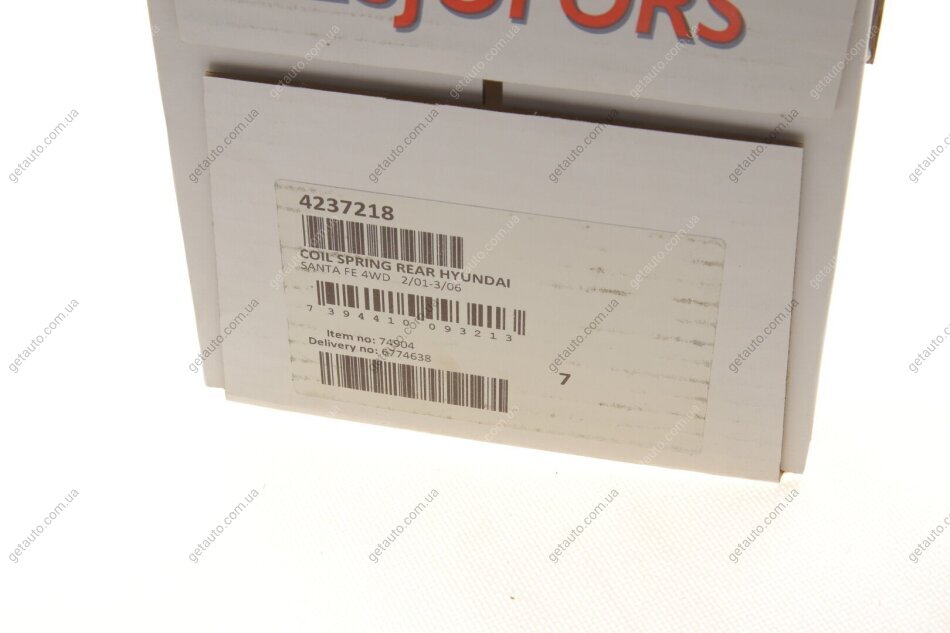 4237218
COIL SPRING REAR HYUNDAI
SANTA FE 4WD 2/01-3/06
7 394410 093213
Item no: 74904
Delivery no: 6774638
7
getauto.com.ua